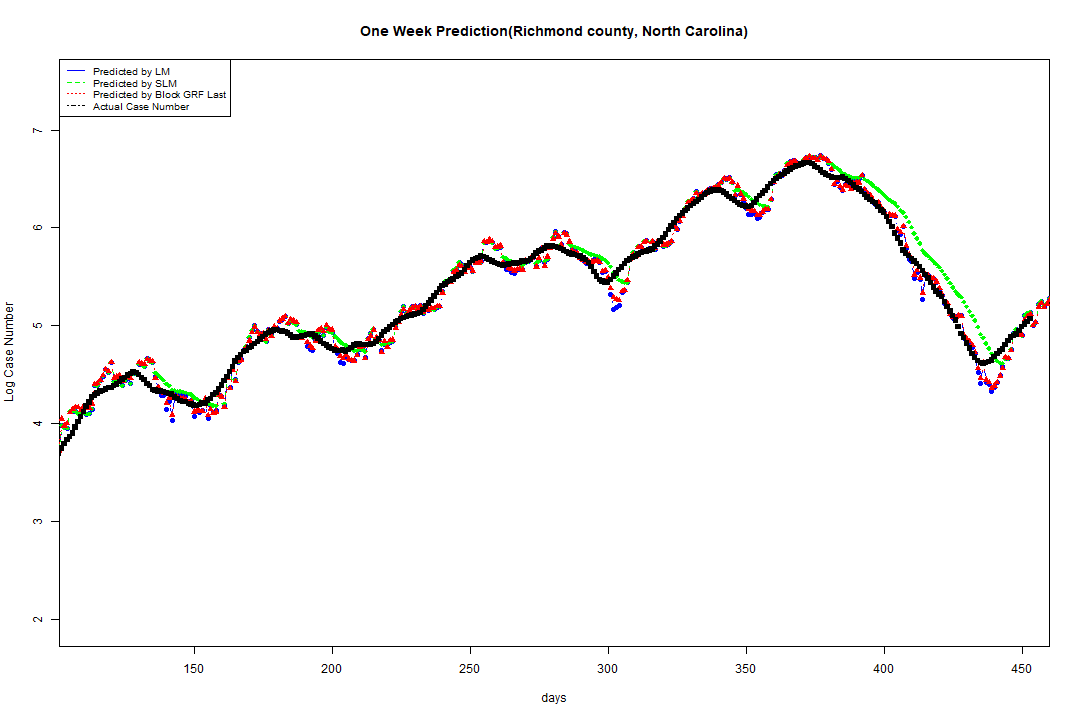 One Week Prediction(Richmond county, North Carolina)
Predicted by LM
Predicted by SLM
Predicted by Block GRF Last
Actual Case Number
7
6
5
4
3
2
Log Case Number
150 200 250 300 350 400 450
days